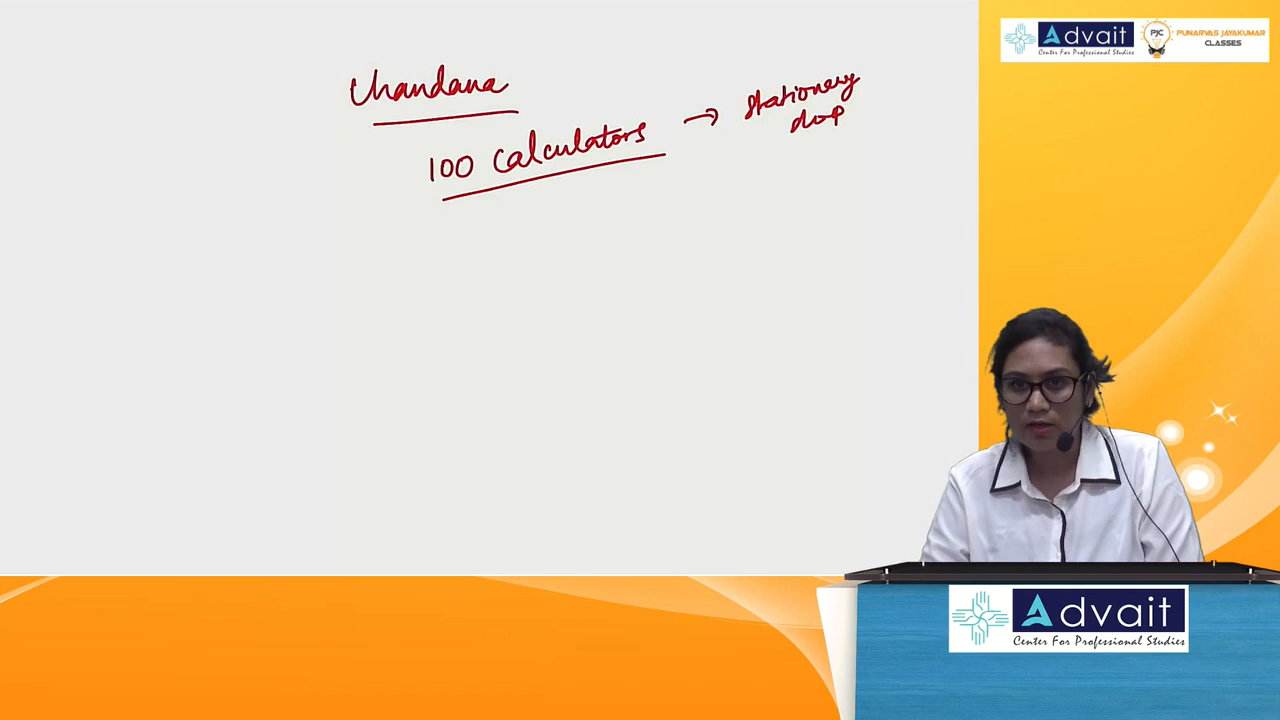 Chandana
100 Calculators → Stationery
shop
Advait
Center For Professional Studies
PJC
PUNARVAS JAYAKUMAR
CLASSES
Advait
Center For Professional Studies